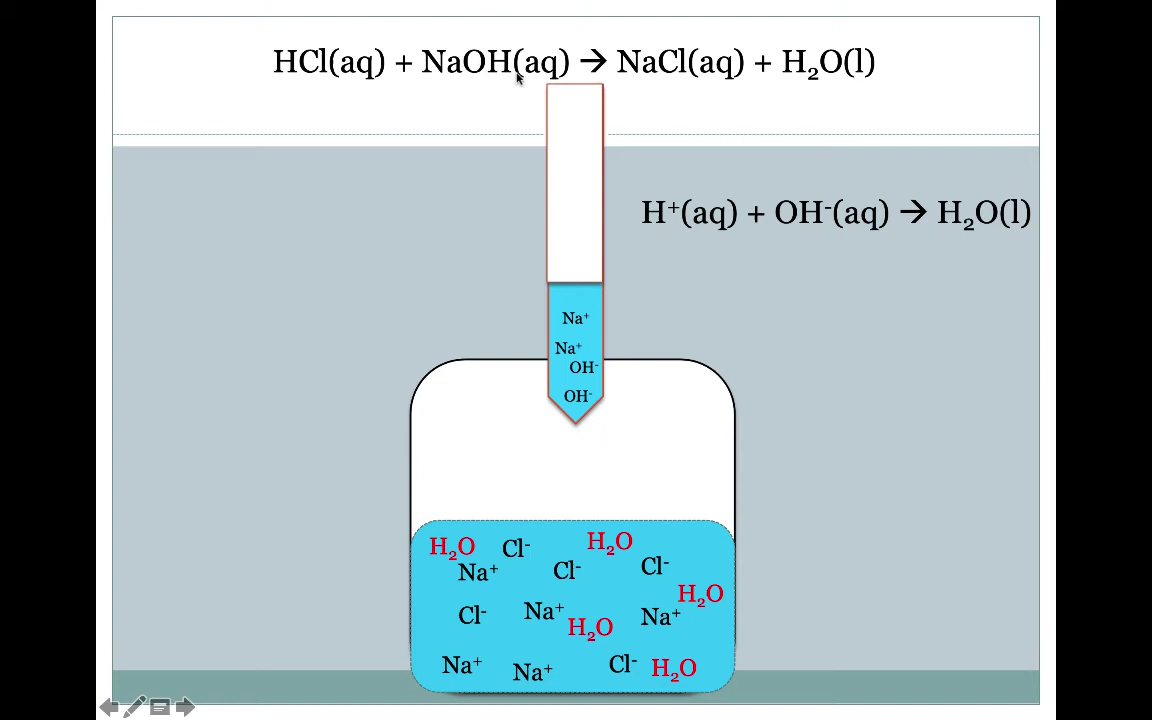 HCl(aq) + NaOH(aq) → NaCl(aq) + H₂O(l)
H⁺(aq) + OH⁻(aq) → H₂O(l)
Na⁺
Na⁺
OH⁻
OH⁻
H₂O Cl⁻ H₂O
Na⁺ Cl⁻ Cl⁻
H₂O
Cl⁻ Na⁺ Na⁺
H₂O
Na⁺ Na⁺ Cl⁻ H₂O